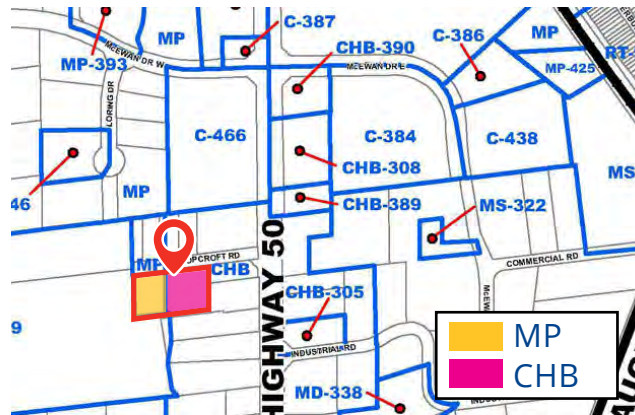 C-387
MP
McEWAN DR W
MP-393
CHB-390
C-386
MP
RT
McEWAN DR E
MP-425
LORING DR
C-466
C-384
C-438
CHB-308
46
MP
MS
CHB-389
MS-322
HIGHWAY 50
OPCROFT RD
MP
CHB
COMMERCIAL RD
CHB-305
9
INDUSTRIAL RD
MD-338
MP
CHB